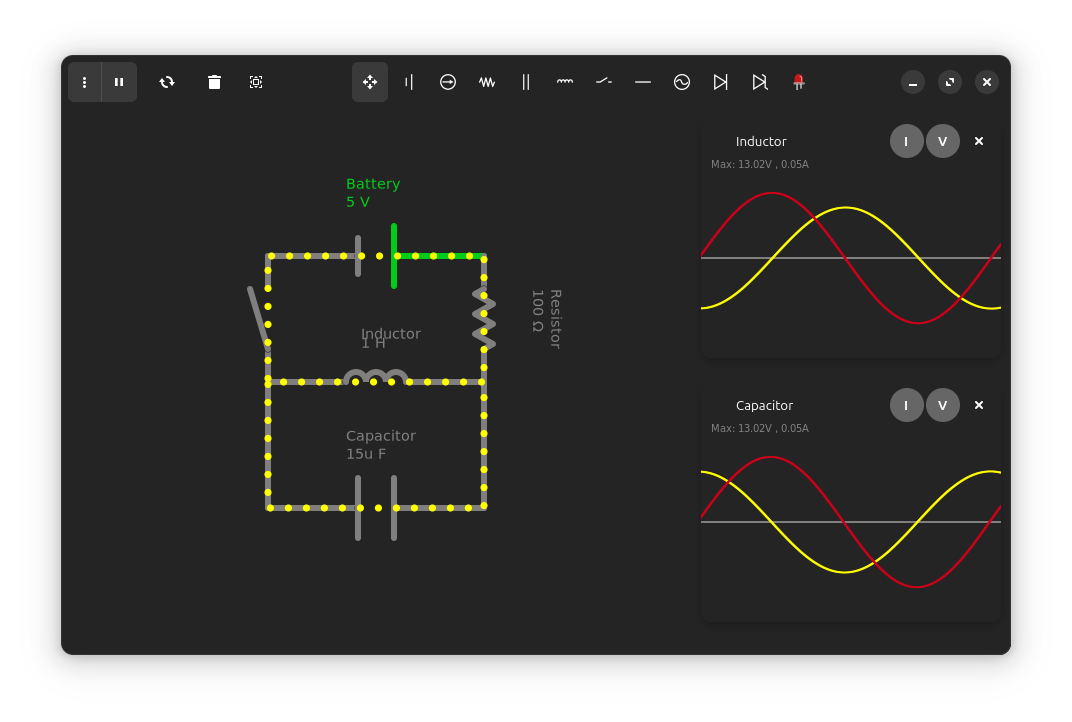 Battery
5 V
Resistor
100 Ω
Inductor
1 H
Capacitor
15u F
Inductor
I
V
Max: 13.02V , 0.05A
Capacitor
I
V
Max: 13.02V , 0.05A